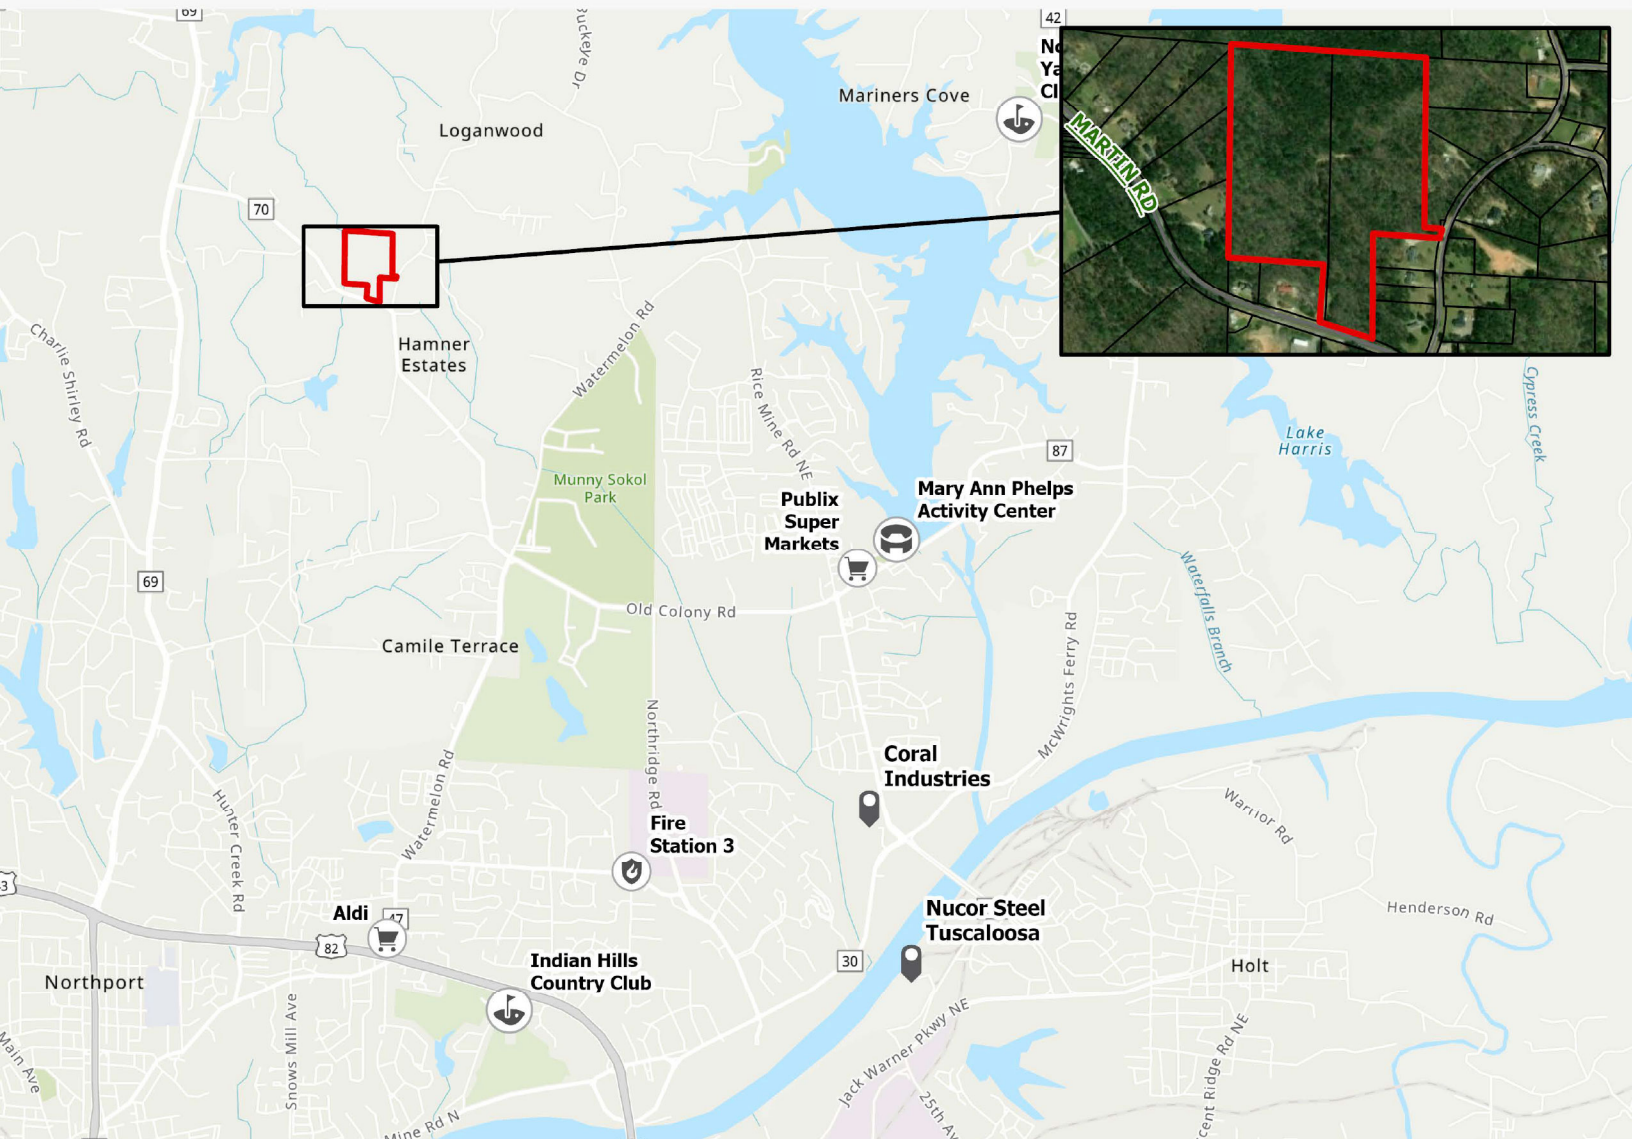 69
42
Buckeye Dr
Mariners Cove
Loganwood
70
MARTIN RD
Charlie Shirley Rd
Hamner
Estates
Watermelon Rd
Rice Mine Rd NE
87
Lake
Harris
Cypress Creek
Munny Sokol
Park
Publix
Super
Markets
Mary Ann Phelps
Activity Center
69
Old Colony Rd
Waterfalls Branch
Camile Terrace
McWrights Ferry Rd
Northridge Rd
Watermelon Rd
Coral
Industries
Hunter Creek Rd
Warrior Rd
Fire
Station 3
Aldi
47
82
Nucor Steel
Tuscaloosa
Henderson Rd
Northport
Indian Hills
Country Club
30
Holt
Snows Mill Ave
Main Ave
Jack Warner Pkwy NE
25th Av
cent Ridge Rd NE
Mine Rd N